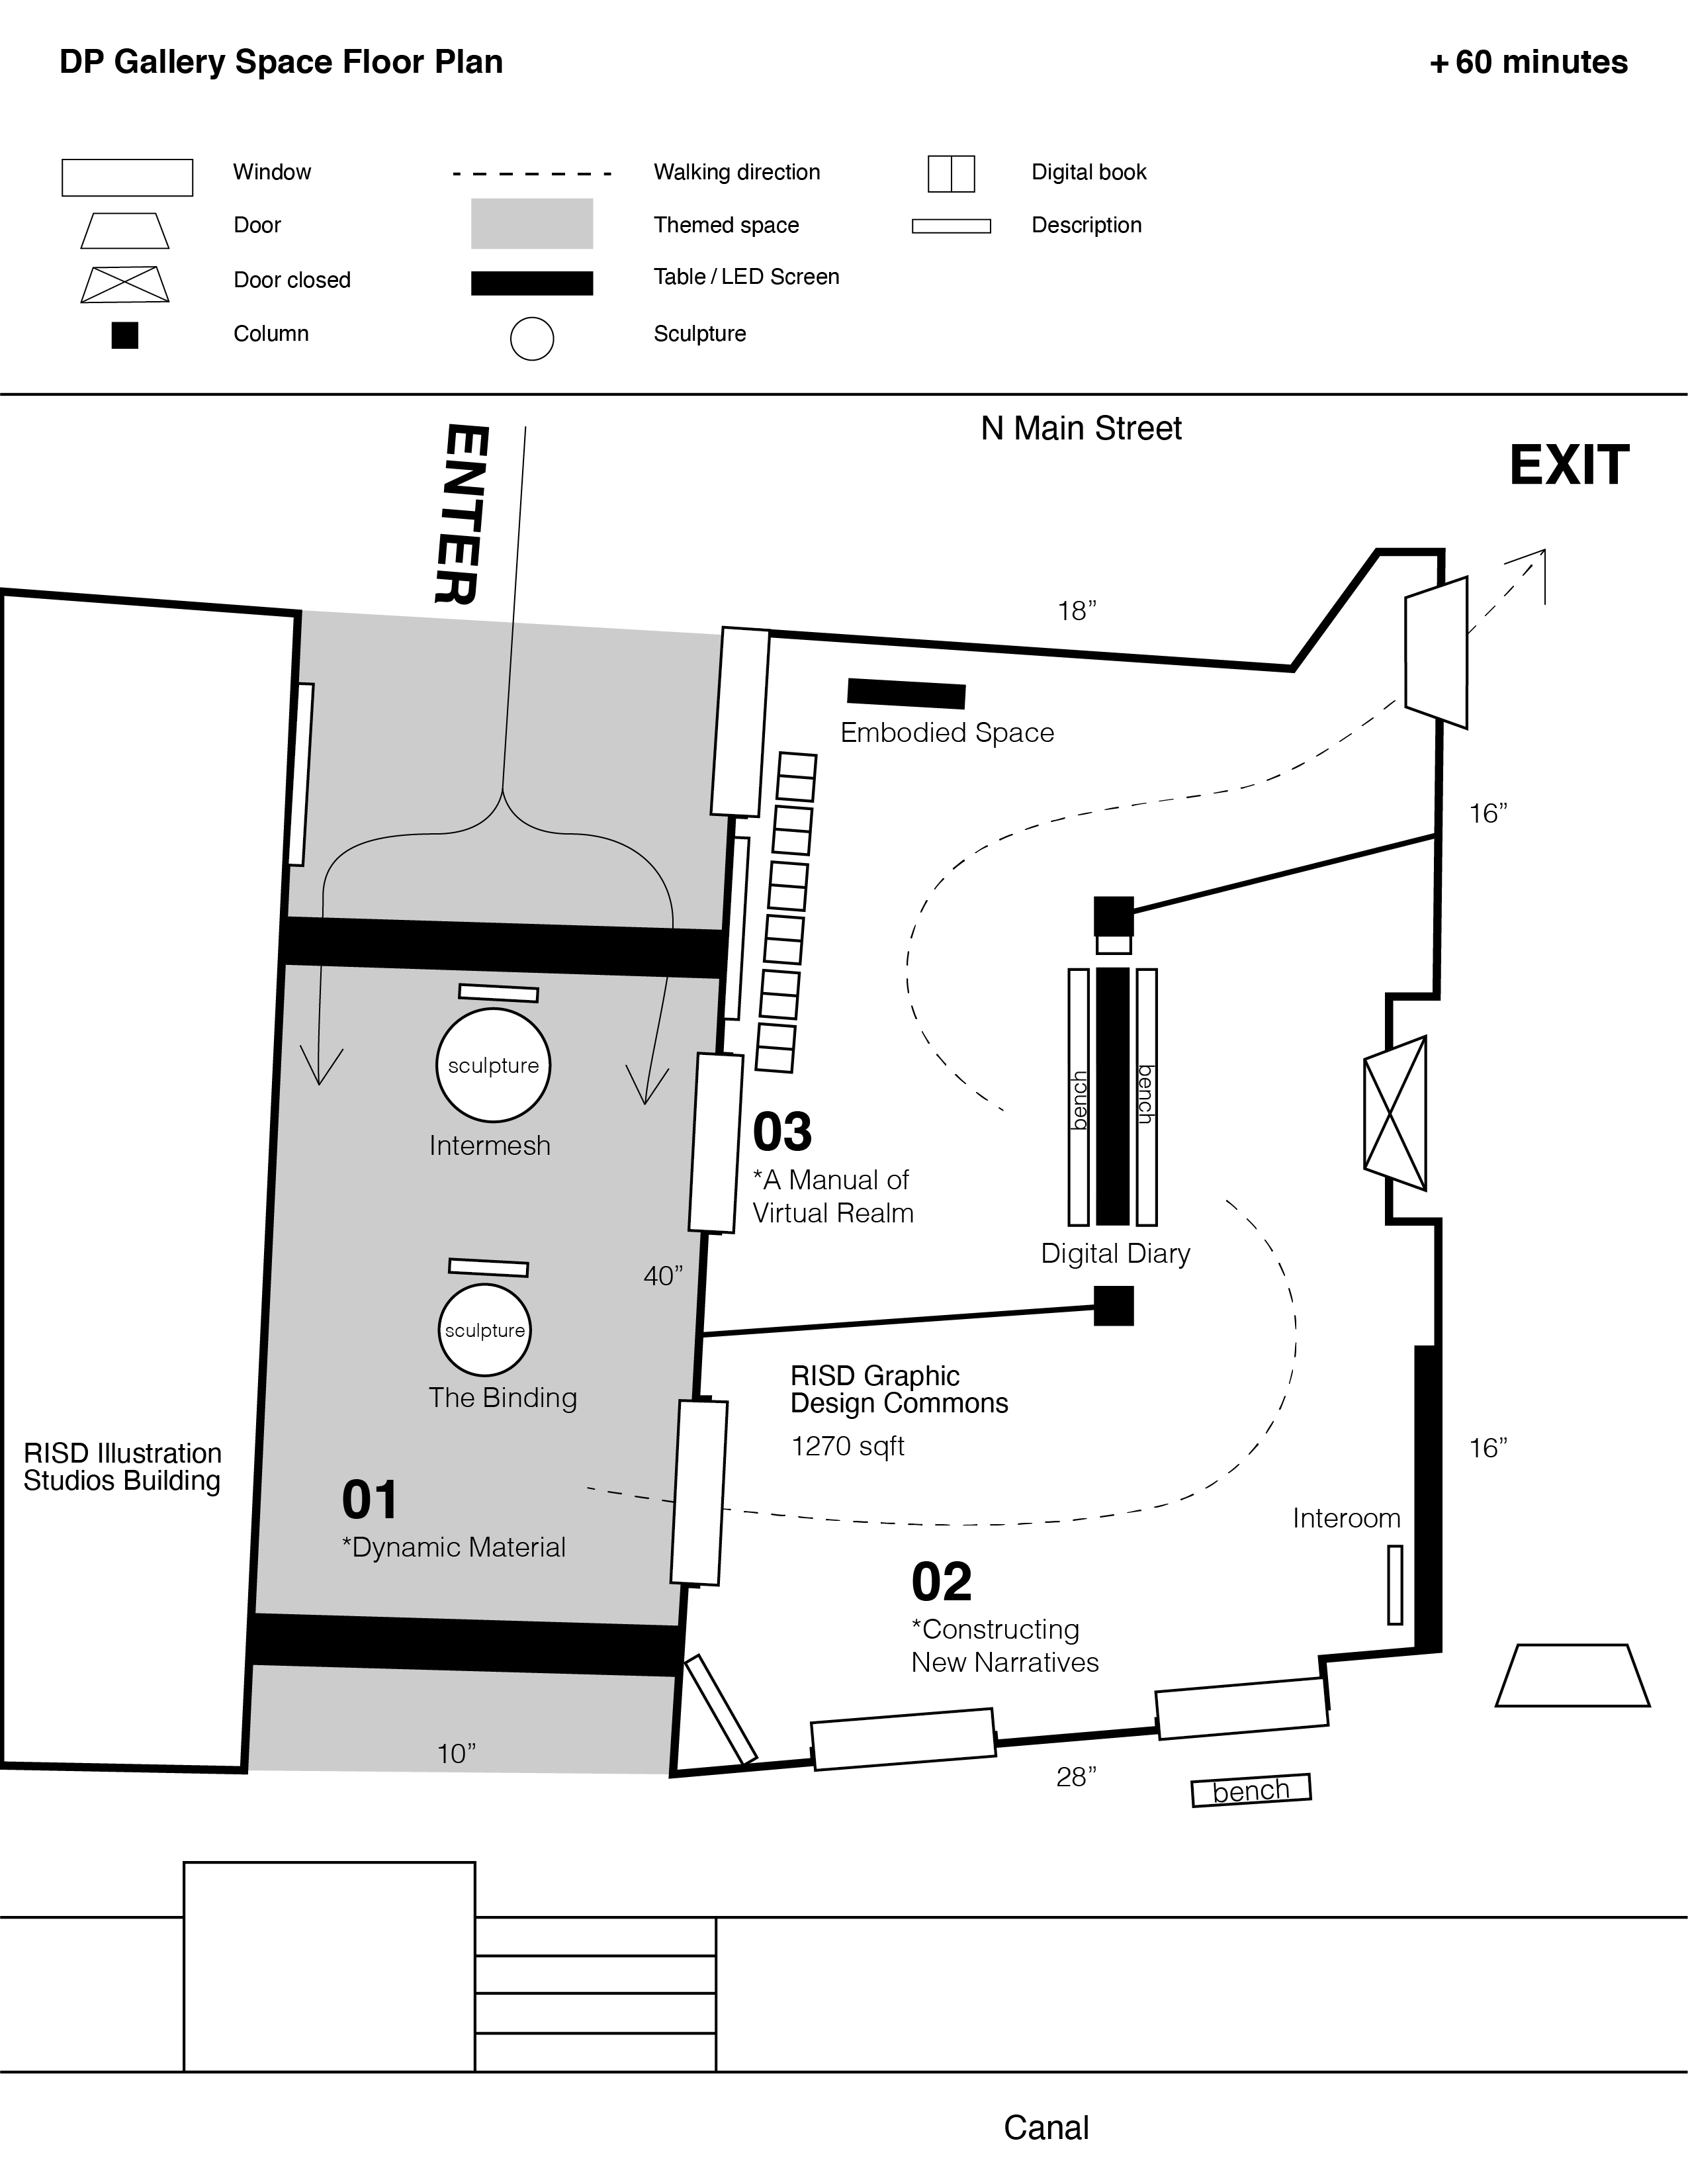 DP Gallery Space Floor Plan
+ 60 minutes
Window
Door
Door closed
Column
Walking direction
Themed space
Table / LED Screen
Sculpture
Digital book
Description
N Main Street
ENTER
EXIT
18”
Embodied Space
16”
sculpture
Intermesh
03
*A Manual of
Virtual Realm
bench
bench
Digital Diary
40”
sculpture
The Binding
RISD Graphic
Design Commons
1270 sqft
RISD Illustration
Studios Building
01
*Dynamic Material
16”
Interoom
02
*Constructing
New Narratives
10”
28”
bench
Canal